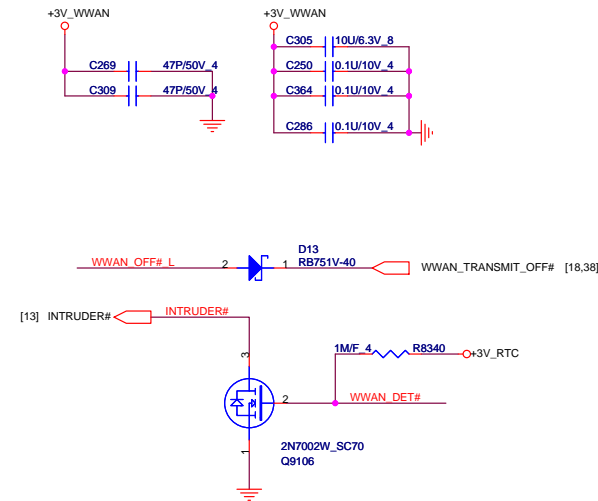 +3V_WWAN
+3V_WWAN
C305 10U/6.3V_8
C269 47P/50V_4
C250 0.1U/10V_4
C309 47P/50V_4
C364 0.1U/10V_4
C286 0.1U/10V_4
D13
WWAN_OFF#_L 2 1 RB751V-40 WWAN_TRANSMIT_OFF# [18,38]
[13] INTRUDER# INTRUDER#
1M/F_4 R8340 +3V_RTC
3
2 WWAN_DET#
1
2N7002W_SC70
Q9106